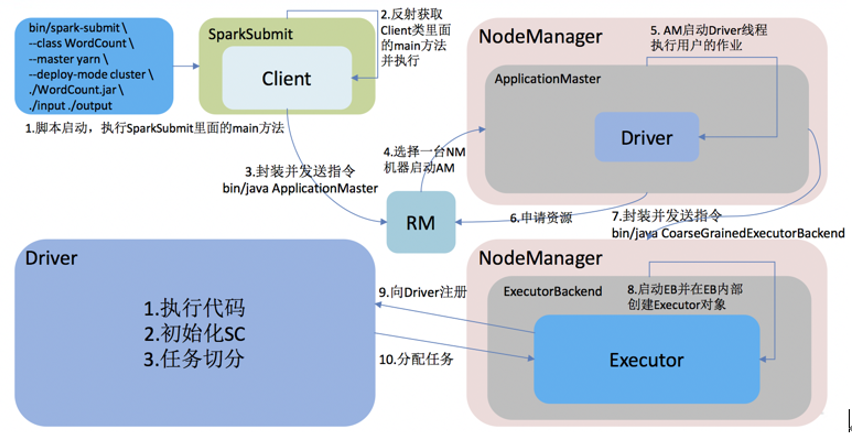 bin/spark-submit \
--class WordCount \
--master yarn \
--deploy-mode cluster \
./WordCount.jar \
./input ./output
1.脚本启动，执行SparkSubmit里面的main方法
SparkSubmit
Client
2.反射获取
Client类里面
的main方法
并执行
3.封装并发送指令
bin/java ApplicationMaster
RM
4.选择一台NM
机器启动AM
NodeManager
ApplicationMaster
Driver
5. AM启动Driver线程
执行用户的作业
6.申请资源
7.封装并发送指令
bin/java CoarseGrainedExecutorBackend
Driver
1.执行代码
2.初始化SC
3.任务切分
NodeManager
ExecutorBackend
8.启动EB并在EB内部
创建Executor对象
Executor
9.向Driver注册
10.分配任务